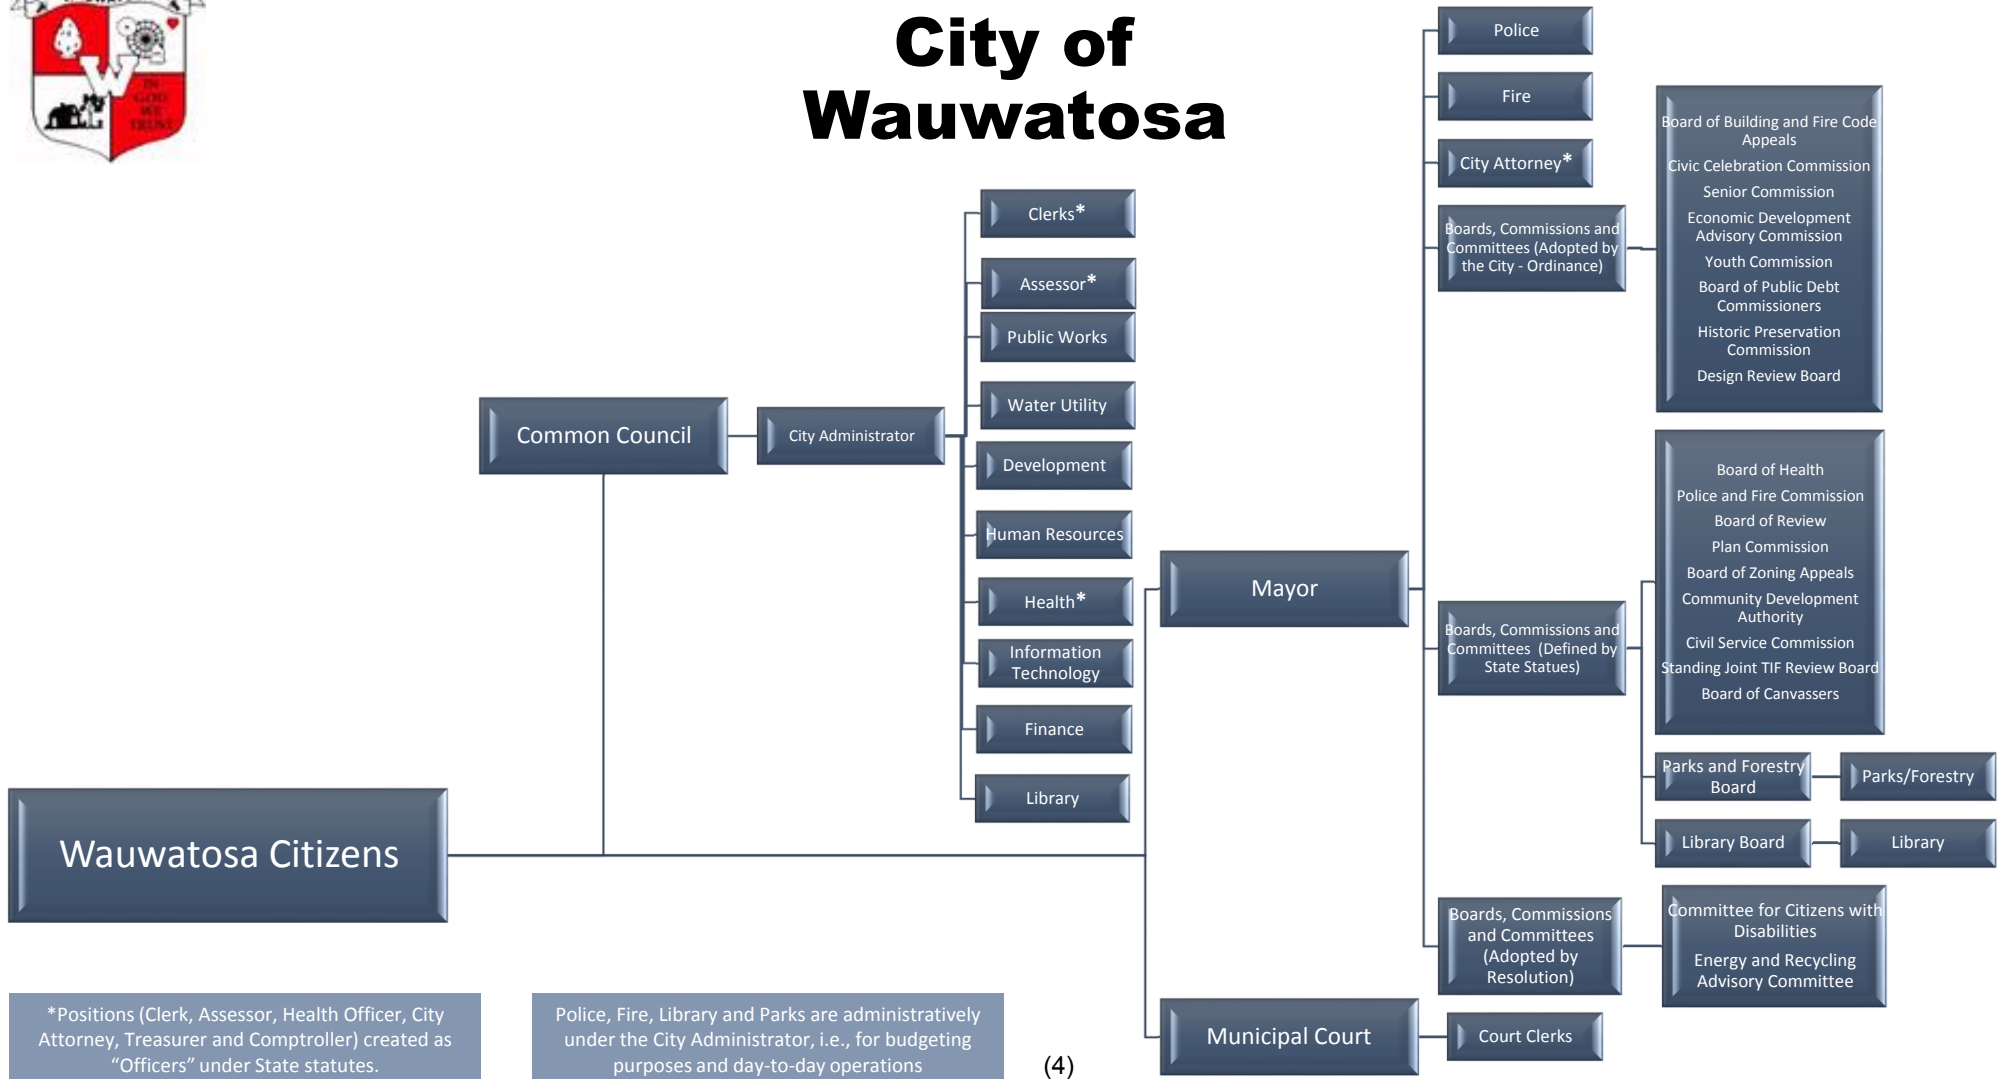 City of
Wauwatosa
W
IN
GOD
WE
TRUST
Wauwatosa Citizens
Common Council
City Administrator
Clerks*
Assessor*
Public Works
Water Utility
Development
Human Resources
Health*
Information
Technology
Finance
Library
Mayor
Police
Fire
City Attorney*
Boards, Commissions and
Committees (Adopted by
the City - Ordinance)
Board of Building and Fire Code
Appeals
Civic Celebration Commission
Senior Commission
Economic Development
Advisory Commission
Youth Commission
Board of Public Debt
Commissioners
Historic Preservation
Commission
Design Review Board
Boards, Commissions and
Committees (Defined by
State Statues)
Board of Health
Police and Fire Commission
Board of Review
Plan Commission
Board of Zoning Appeals
Community Development
Authority
Civil Service Commission
Standing Joint TIF Review Board
Board of Canvassers
Parks and Forestry
Board
Parks/Forestry
Library Board
Library
Boards, Commissions
and Committees
(Adopted by
Resolution)
Committee for Citizens with
Disabilities
Energy and Recycling
Advisory Committee
Municipal Court
Court Clerks
*Positions (Clerk, Assessor, Health Officer, City
Attorney, Treasurer and Comptroller) created as
“Officers” under State statutes.
Police, Fire, Library and Parks are administratively
under the City Administrator, i.e., for budgeting
purposes and day-to-day operations
(4)